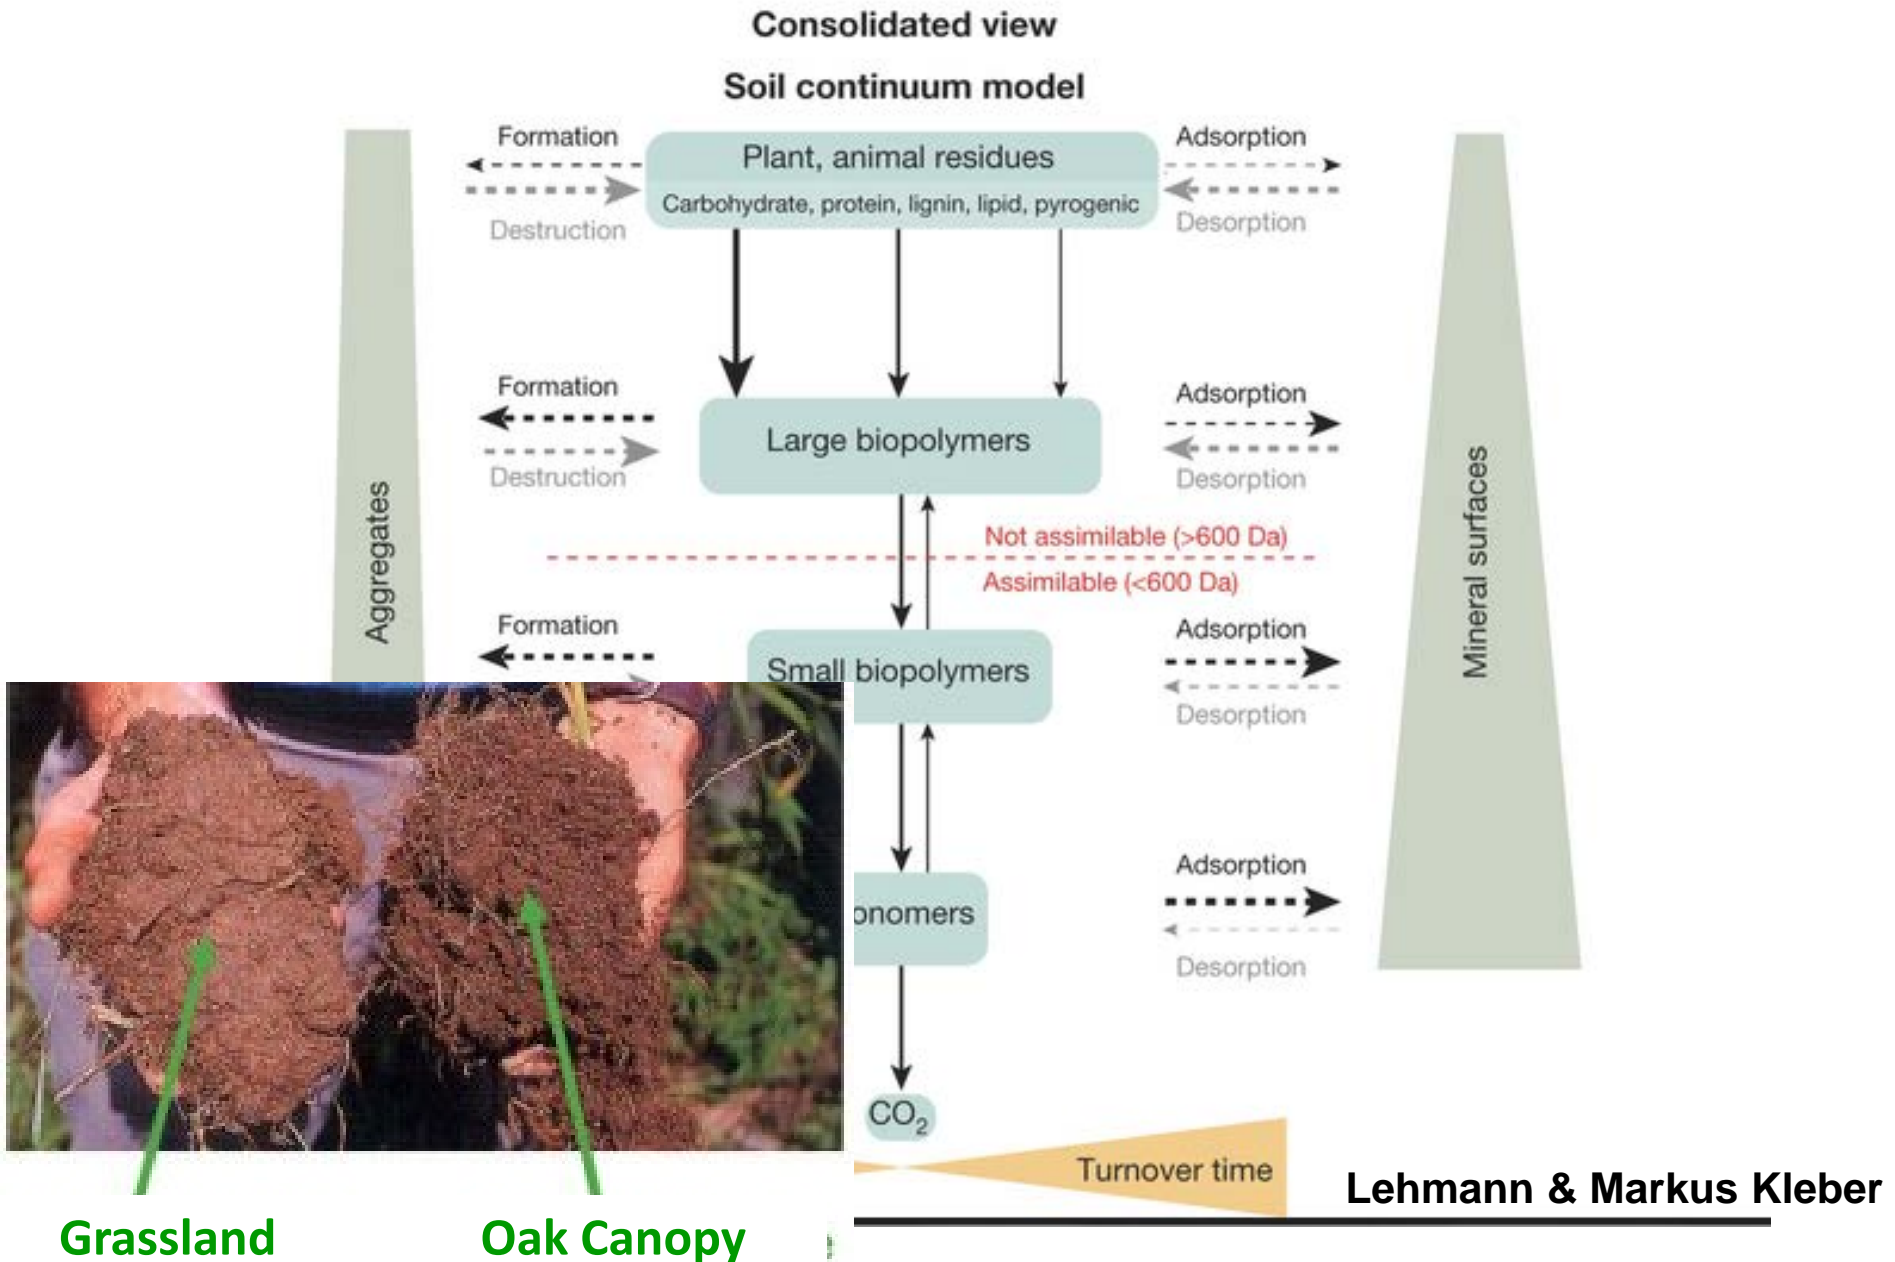 Consolidated view
Soil continuum model
Formation
Plant, animal residues
Adsorption
Carbohydrate, protein, lignin, lipid, pyrogenic
Destruction
Desorption
Formation
Adsorption
Large biopolymers
Destruction
Desorption
Aggregates
Mineral surfaces
Not assimilable (>600 Da)
Assimilable (<600 Da)
Formation
Adsorption
Small biopolymers
Desorption
Adsorption
onomers
Desorption
CO₂
Turnover time
Lehmann & Markus Kleber
Grassland
Oak Canopy